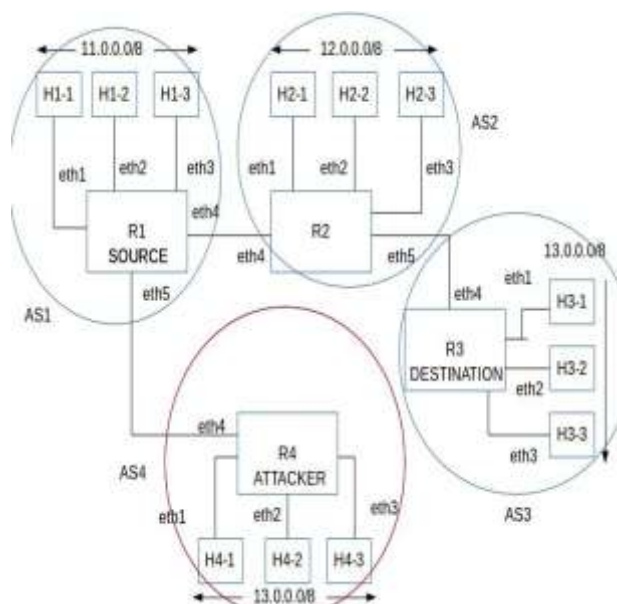 11.0.0.0/8
12.0.0.0/8
H1-1
H1-2
H1-3
H2-1
H2-2
H2-3
AS2
eth1
eth2
eth3
eth1
eth2
eth3
eth4
R1
SOURCE
R2
eth4
eth5
eth5
13.0.0.0/8
eth1
eth4
H3-1
AS1
R3
DESTINATION
H3-2
eth2
H3-3
eth3
eth4
R4
ATTACKER
AS4
AS3
eth1
eth2
eth3
H4-1
H4-2
H4-3
13.0.0.0/8